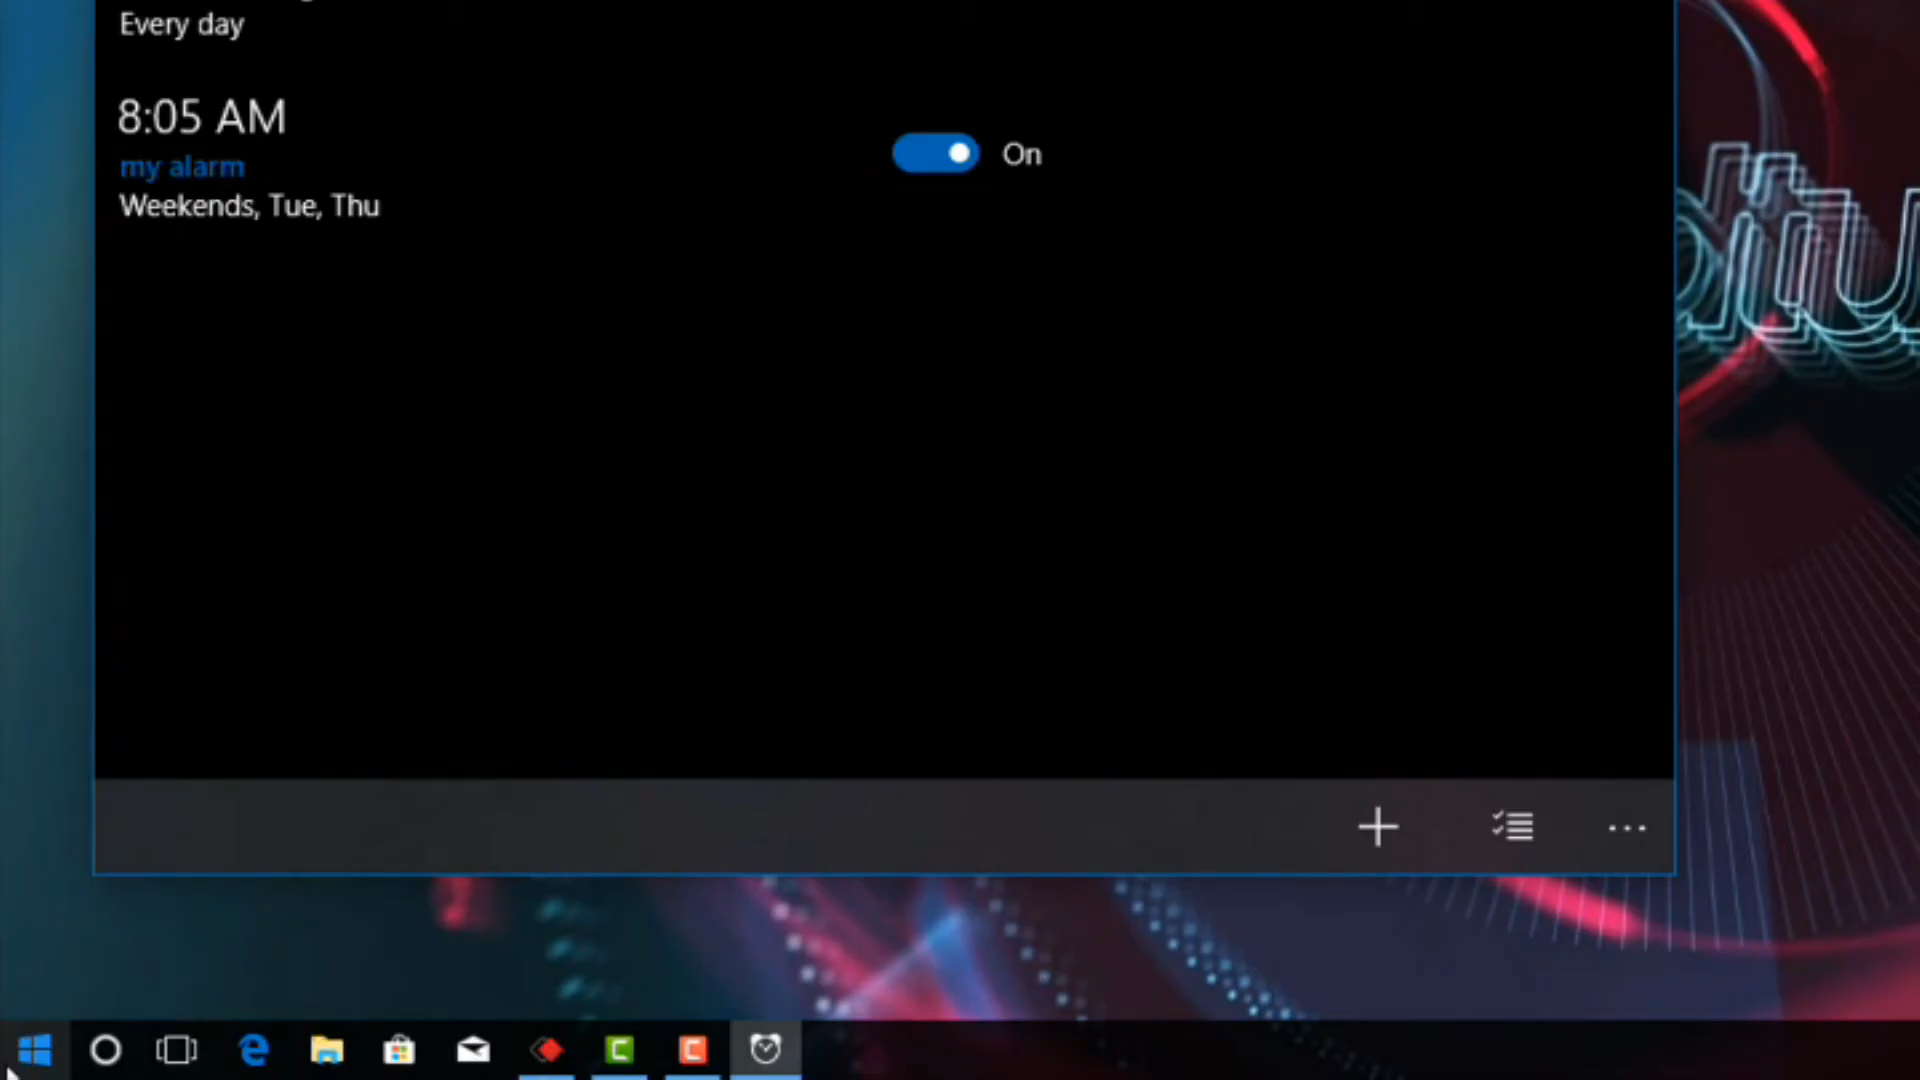 Every day
8:05 AM
my alarm
On
Weekends, Tue, Thu